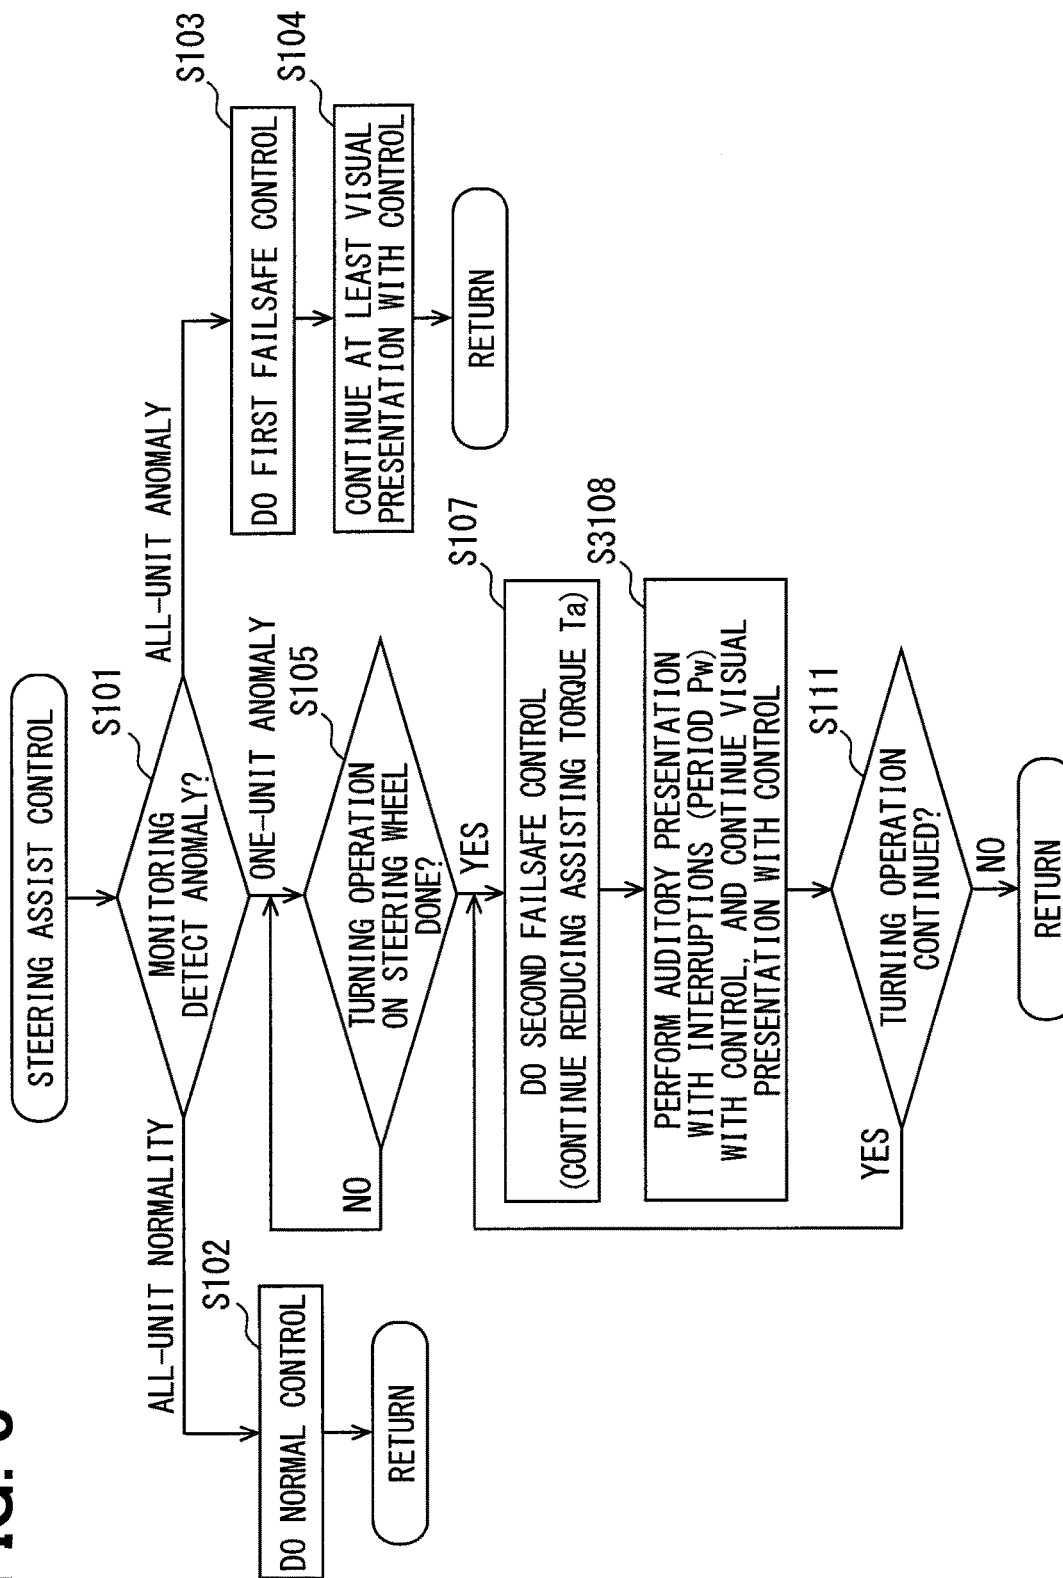 STEERING ASSIST CONTROL
S101
MONITORING
DETECT ANOMALY?
ALL-UNIT NORMALITY
ONE-UNIT ANOMALY
ALL-UNIT ANOMALY
S102
DO NORMAL CONTROL
RETURN
S103
DO FIRST FAILSAFE CONTROL
S104
CONTINUE AT LEAST VISUAL
PRESENTATION WITH CONTROL
RETURN
S105
TURNING OPERATION
ON STEERING WHEEL
DONE?
NO
YES
S107
DO SECOND FAILSAFE CONTROL
(CONTINUE REDUCING ASSISTING TORQUE Ta)
S3108
PERFORM AUDITORY PRESENTATION
WITH INTERRUPTIONS (PERIOD Pw)
WITH CONTROL, AND CONTINUE VISUAL
PRESENTATION WITH CONTROL
S111
TURNING OPERATION
CONTINUED?
YES
NO
RETURN